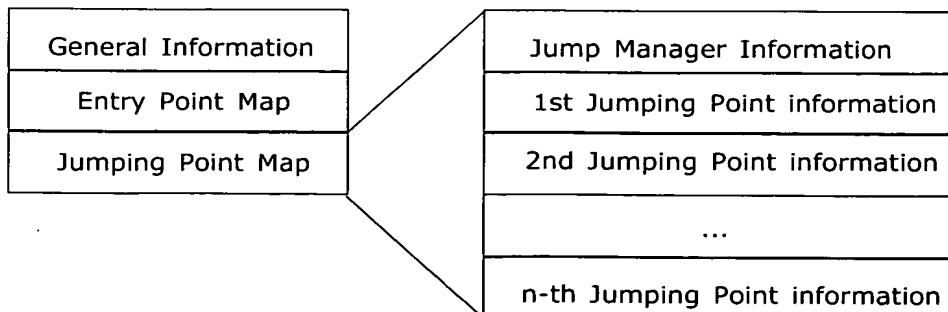 General Information
Entry Point Map
Jumping Point Map
Jump Manager Information
1st Jumping Point information
2nd Jumping Point information
...
n-th Jumping Point information